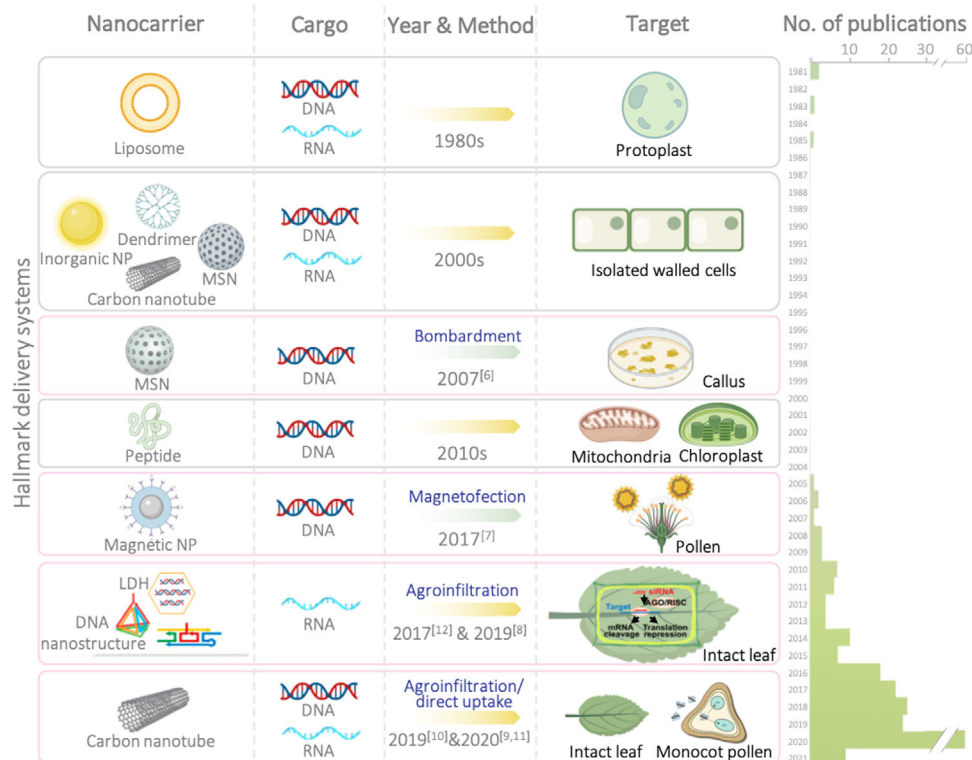 Nanocarrier
Cargo
Year & Method
Target
No. of publications
10 20 30 60
Hallmark delivery systems
Liposome
DNA
RNA
1980s
Protoplast
Inorganic NP
Dendrimer
MSN
Carbon nanotube
DNA
RNA
2000s
Isolated walled cells
MSN
DNA
Bombardment
2007[6]
Callus
Peptide
DNA
2010s
Mitochondria
Chloroplast
Magnetic NP
DNA
Magnetofection
2017[7]
Pollen
LDH
DNA
nanostructure
RNA
Agroinfiltration
2017[12] & 2019[8]
siRNA
AGO/RISC
Target
mRNA
cleavage
Translation
repression
Intact leaf
Carbon nanotube
DNA
RNA
Agroinfiltration/
direct uptake
2019[10]&2020[9,11]
Intact leaf
Monocot pollen
1981
1982
1983
1984
1985
1986
1987
1988
1989
1990
1991
1992
1993
1994
1995
1996
1997
1998
1999
2000
2001
2002
2003
2004
2005
2006
2007
2008
2009
2010
2011
2012
2013
2014
2015
2016
2017
2018
2019
2020
2021